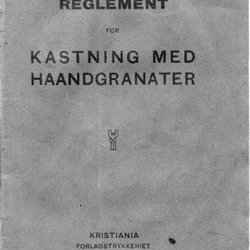 REGLEMENT
FOR
KASTNING MED
HAANDGRANATER
KRISTIANIA
FORLAGSTRYKKERIET